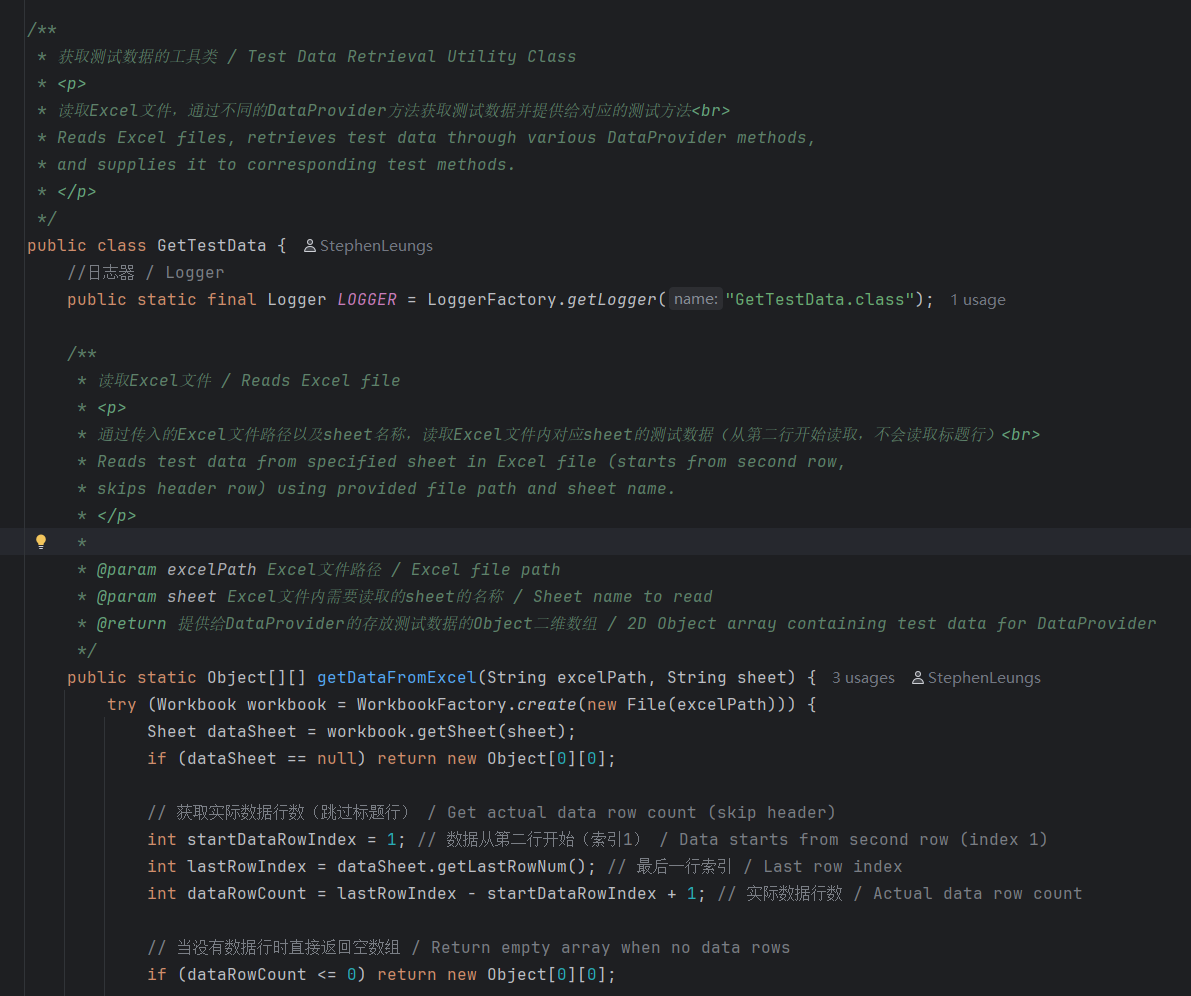 /**
 * 获取测试数据的工具类 / Test Data Retrieval Utility Class
 * <p>
 * 读取Excel文件，通过不同的DataProvider方法获取测试数据并提供给对应的测试方法<br>
 * Reads Excel files, retrieves test data through various DataProvider methods,
 * and supplies it to corresponding test methods.
 * </p>
 */
public class GetTestData { StephenLeungs
    //日志器 / Logger
    public static final Logger LOGGER = LoggerFactory.getLogger( name: "GetTestData.class"); 1 usage

    /**
     * 读取Excel文件 / Reads Excel file
     * <p>
     * 通过传入的Excel文件路径以及sheet名称，读取Excel文件内对应sheet的测试数据（从第二行开始读取，不会读取标题行）<br>
     * Reads test data from specified sheet in Excel file (starts from second row,
     * skips header row) using provided file path and sheet name.
     * </p>
     *
     * @param excelPath Excel文件路径 / Excel file path
     * @param sheet Excel文件内需要读取的sheet的名称 / Sheet name to read
     * @return 提供给DataProvider的存放测试数据的Object二维数组 / 2D Object array containing test data for DataProvider
     */
    public static Object[][] getDataFromExcel(String excelPath, String sheet) { 3 usages StephenLeungs
        try (Workbook workbook = WorkbookFactory.create(new File(excelPath))) {
            Sheet dataSheet = workbook.getSheet(sheet);
            if (dataSheet == null) return new Object[0][0];

            // 获取实际数据行数（跳过标题行） / Get actual data row count (skip header)
            int startDataRowIndex = 1; // 数据从第二行开始（索引1） / Data starts from second row (index 1)
            int lastRowIndex = dataSheet.getLastRowNum(); // 最后一行索引 / Last row index
            int dataRowCount = lastRowIndex - startDataRowIndex + 1; // 实际数据行数 / Actual data row count

            // 当没有数据行时直接返回空数组 / Return empty array when no data rows
            if (dataRowCount <= 0) return new Object[0][0];